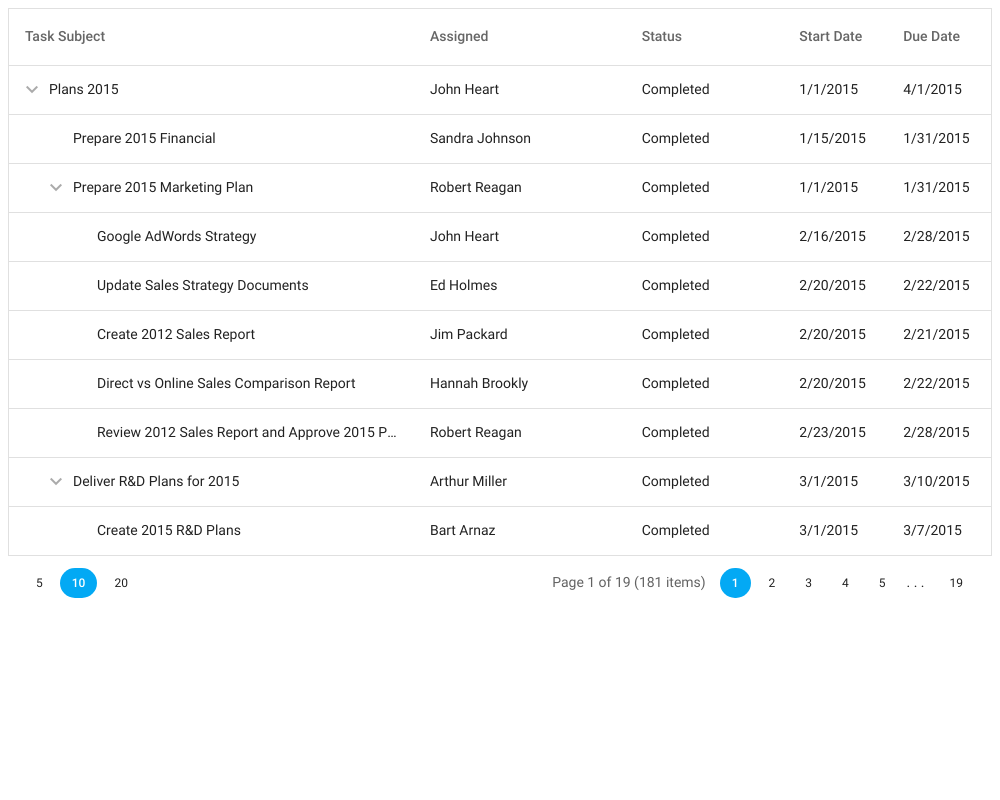 Task Subject Assigned Status Start Date Due Date
Plans 2015 John Heart Completed 1/1/2015 4/1/2015
Prepare 2015 Financial Sandra Johnson Completed 1/15/2015 1/31/2015
Prepare 2015 Marketing Plan Robert Reagan Completed 1/1/2015 1/31/2015
Google AdWords Strategy John Heart Completed 2/16/2015 2/28/2015
Update Sales Strategy Documents Ed Holmes Completed 2/20/2015 2/22/2015
Create 2012 Sales Report Jim Packard Completed 2/20/2015 2/21/2015
Direct vs Online Sales Comparison Report Hannah Brookly Completed 2/20/2015 2/22/2015
Review 2012 Sales Report and Approve 2015 P... Robert Reagan Completed 2/23/2015 2/28/2015
Deliver R&D Plans for 2015 Arthur Miller Completed 3/1/2015 3/10/2015
Create 2015 R&D Plans Bart Arnaz Completed 3/1/2015 3/7/2015
5 10 20 Page 1 of 19 (181 items) 1 2 3 4 5 . . . 19